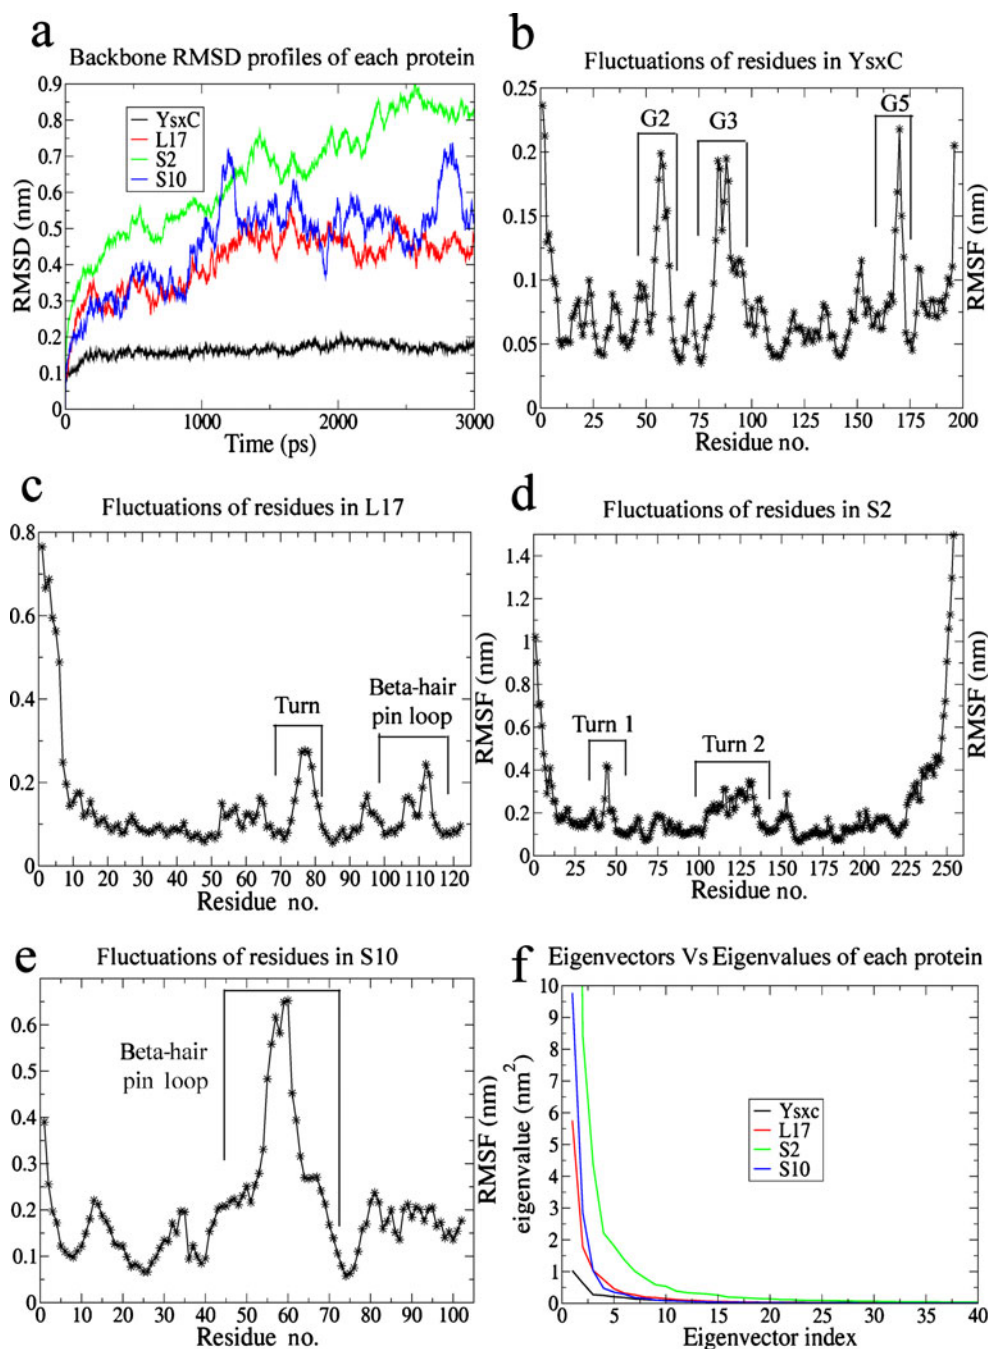 a
Backbone RMSD profiles of each protein
0.9
0.8
0.7
0.6
0.5
0.4
0.3
0.2
0.1
RMSD (nm)
YsxC
L17
S2
S10
0
1000
2000
3000
Time (ps)
b
Fluctuations of residues in YsxC
0.25
0.20
0.15
0.10
0.05
0
G2
G3
G5
RMSF (nm)
0
25
50
75
100
125
150
175
200
Residue no.
c
Fluctuations of residues in L17
0.8
0.6
0.4
0.2
0
Turn
Beta-hair
pin loop
RMSF (nm)
0 10 20 30 40 50 60 70 80 90 100 110 120
Residue no.
d
Fluctuations of residues in S2
1.4
1.2
1
0.8
0.6
0.4
0.2
0
Turn 1
Turn 2
RMSF (nm)
0 25 50 75 100 125 150 175 200 225 250
Residue no.
e
Fluctuations of residues in S10
0.6
0.5
0.4
0.3
0.2
0.1
0
Beta-hair
pin loop
RMSF (nm)
0 10 20 30 40 50 60 70 80 90 100
Residue no.
f
Eigenvectors Vs Eigenvalues of each protein
10
9
8
7
6
5
4
3
2
1
0
eigenvalue (nm²)
Ysxc
L17
S2
S10
0 5 10 15 20 25 30 35 40
Eigenvector index